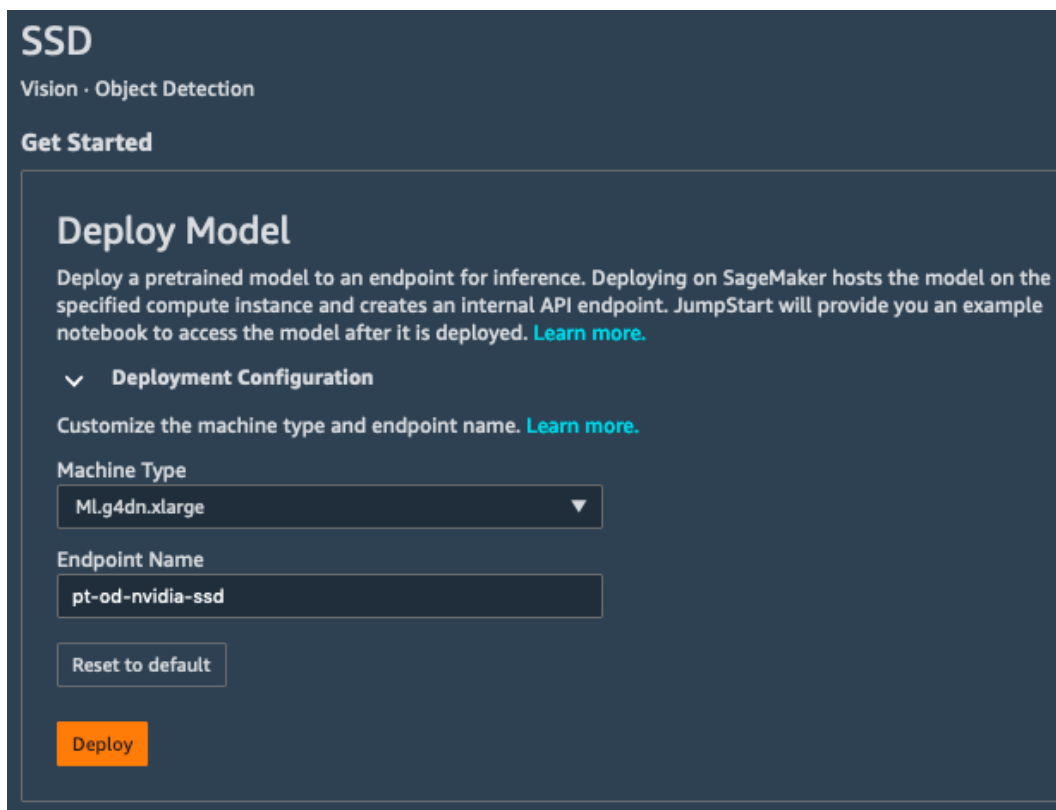 SSD
Vision · Object Detection
Get Started
Deploy Model
Deploy a pretrained model to an endpoint for inference. Deploying on SageMaker hosts the model on the
specified compute instance and creates an internal API endpoint. JumpStart will provide you an example
notebook to access the model after it is deployed. Learn more.
Deployment Configuration
Customize the machine type and endpoint name. Learn more.
Machine Type
Ml.g4dn.xlarge
Endpoint Name
pt-od-nvidia-ssd
Reset to default
Deploy